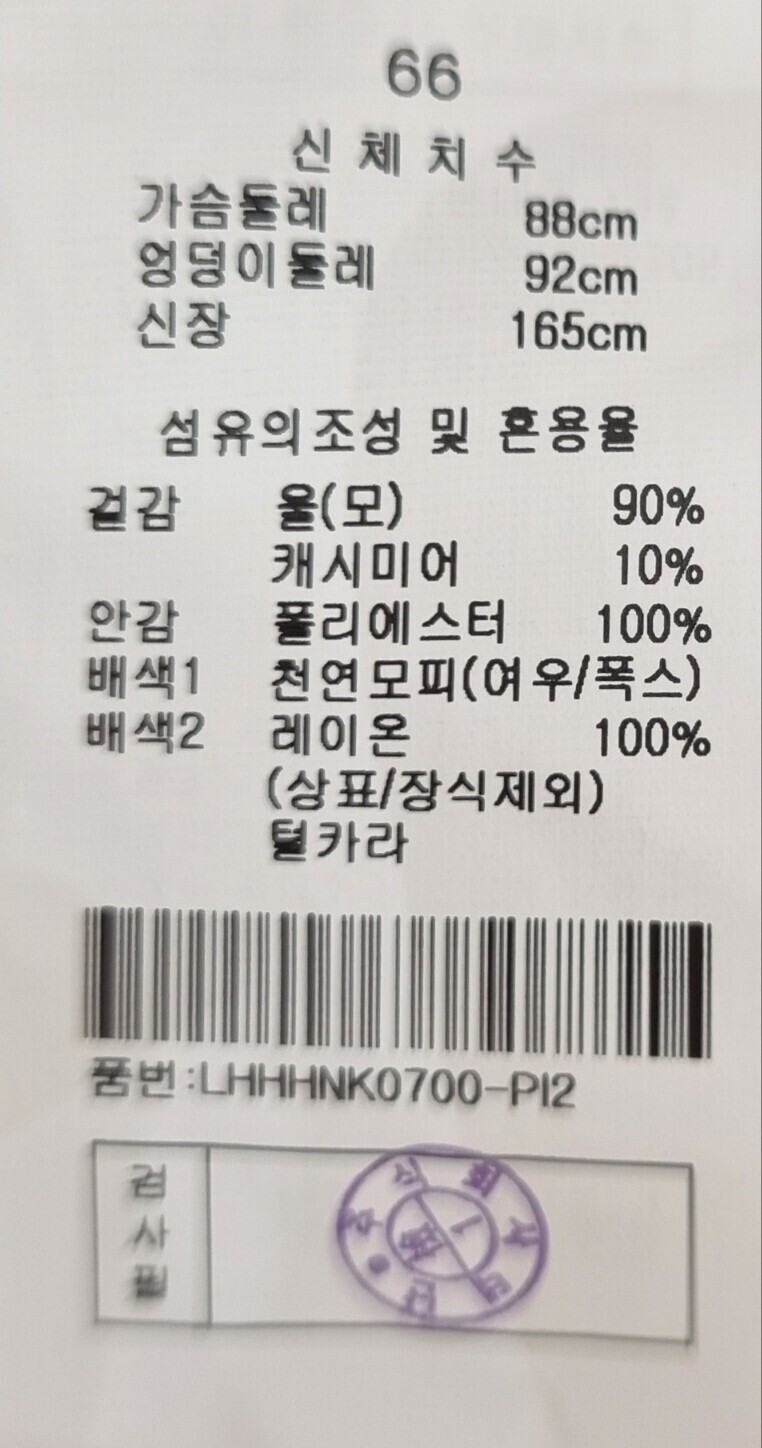 66
신체치수
가슴둘레 88cm
엉덩이둘레 92cm
신장 165cm
섬유의조성 및 혼용율
겉감 울(모) 90%
캐시미어 10%
안감 폴리에스터 100%
배색1 천연모피(여우/폭스)
배색2 레이온 100%
(상표/장식제외)
털카라
품번:LHHHNK0700-PI2
검
사
필